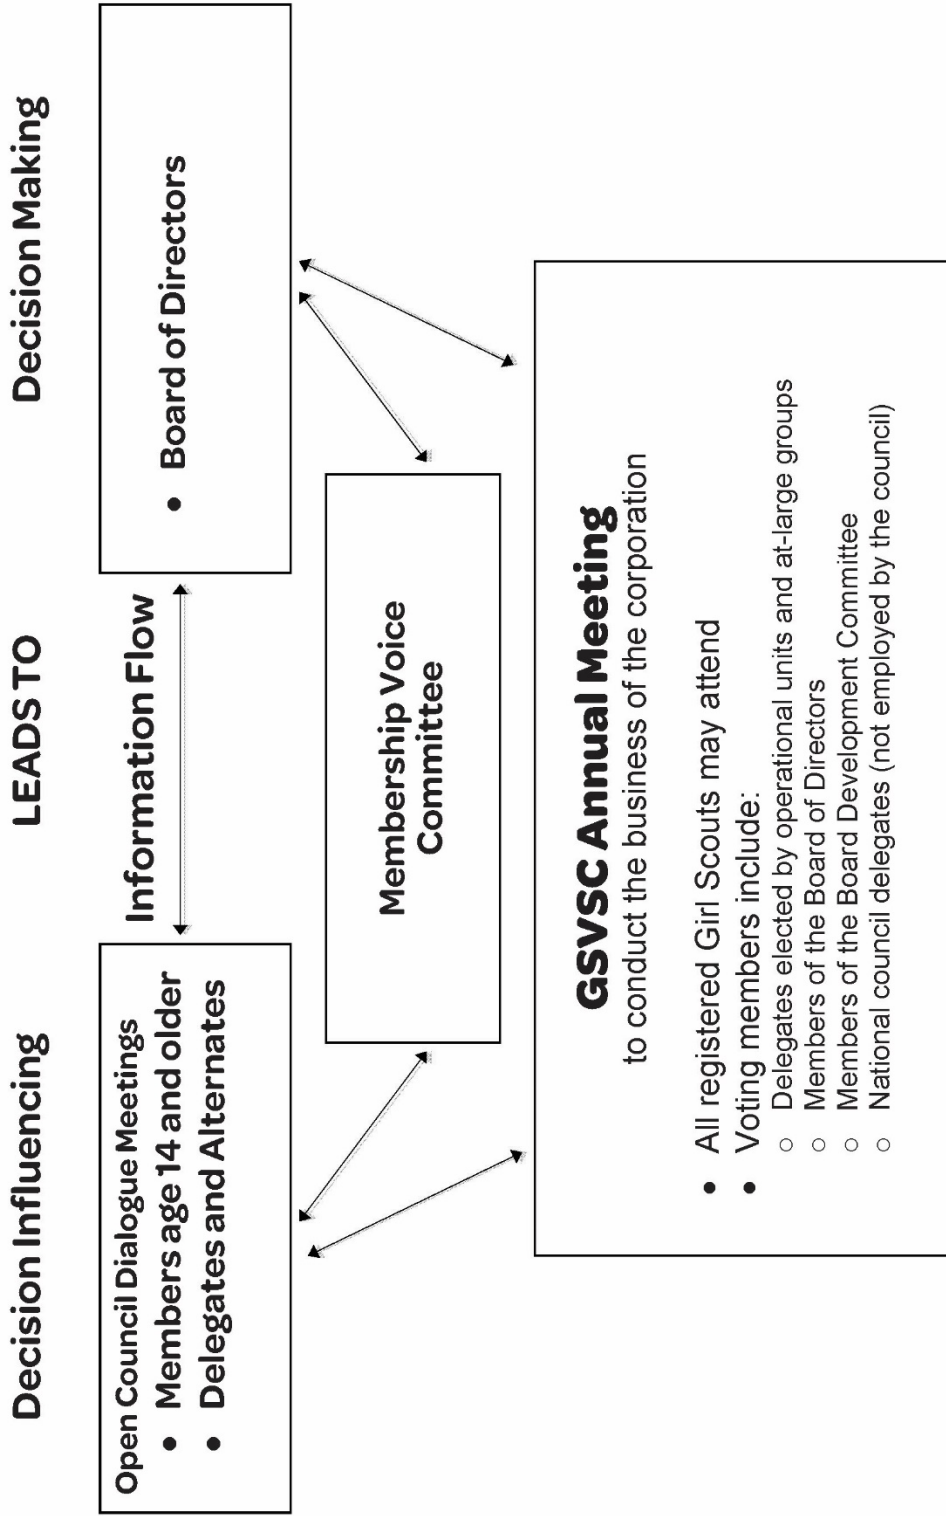 Decision Influencing
LEADS TO
Decision Making
Open Council Dialogue Meetings
• Members age 14 and older
• Delegates and Alternates
Information Flow
• Board of Directors
Membership Voice
Committee
GSVSC Annual Meeting
to conduct the business of the corporation
• All registered Girl Scouts may attend
• Voting members include:
○ Delegates elected by operational units and at-large groups
○ Members of the Board of Directors
○ Members of the Board Development Committee
○ National council delegates (not employed by the council)